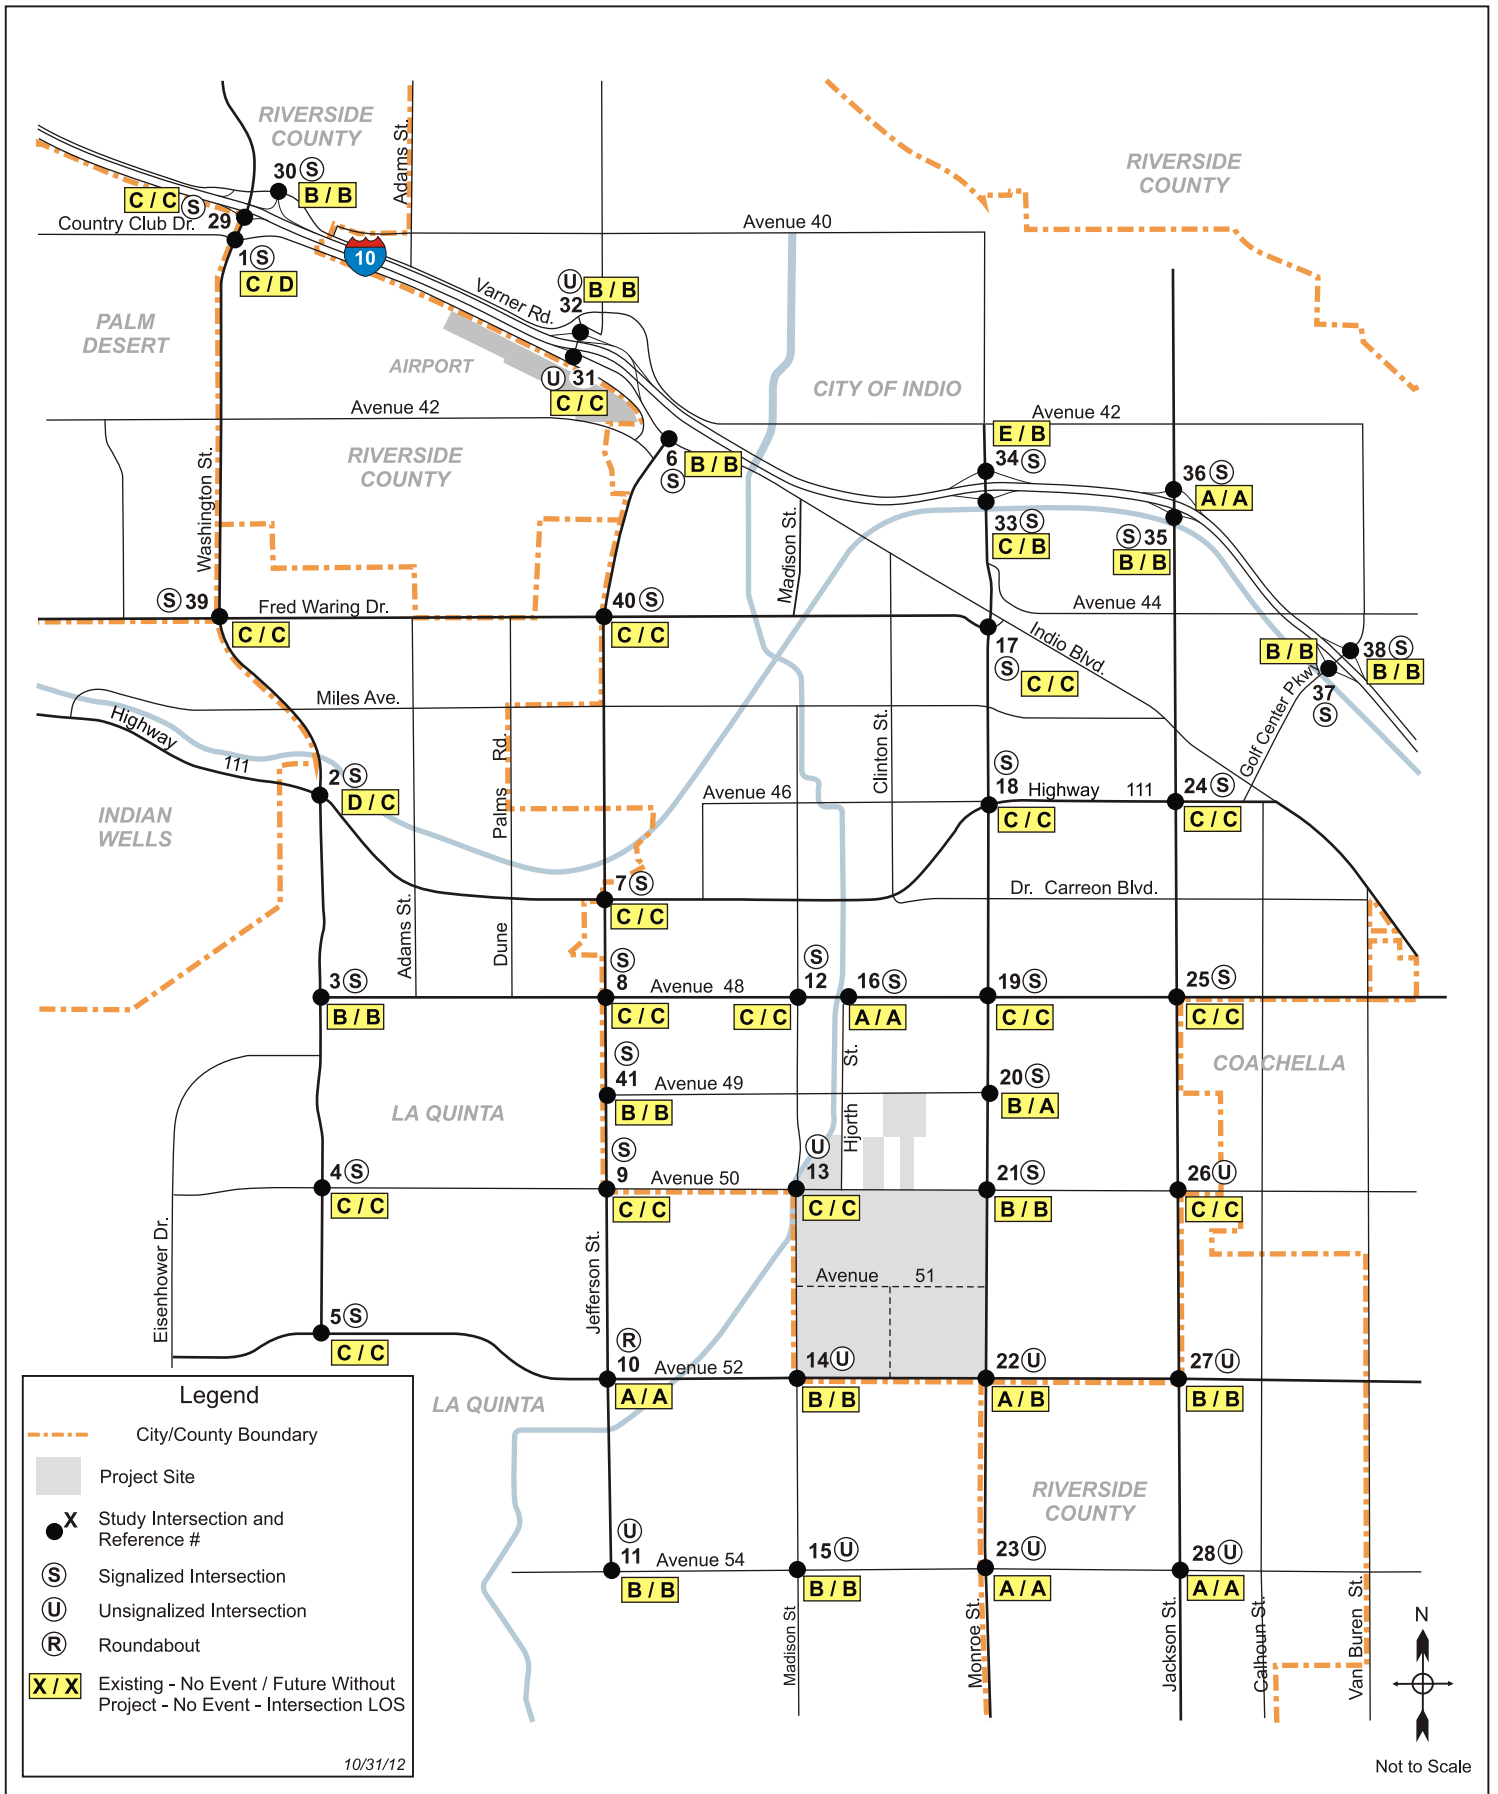 RIVERSIDE
COUNTY
Adams St.
RIVERSIDE
COUNTY
30 S
B / B
C / C
S
29
Country Club Dr.
Avenue 40
1 S
C / D
10
Varner Rd.
U
32
B / B
PALM
DESERT
AIRPORT
U 31
C / C
CITY OF INDIO
Avenue 42
Avenue 42
E / B
34 S
Washington St.
RIVERSIDE
COUNTY
6
S
B / B
36 S
A / A
Madison St.
33 S
C / B
S 35
B / B
S 39
Fred Waring Dr.
C / C
40 S
C / C
Avenue 44
17
S
C / C
Indio Blvd.
B / B
38 S
B / B
37
S
Golf Center Pkwy
Miles Ave.
Highway
111
Palms Rd.
Clinton St.
2 S
D / C
INDIAN
WELLS
Avenue 46
S
18
C / C
Highway 111
24 S
C / C
7 S
C / C
Dr. Carreon Blvd.
Adams St.
Dune
3 S
B / B
S
8
C / C
Avenue 48
S
12
C / C
16 S
A / A
19 S
C / C
25 S
C / C
St.
Hjorth
COACHELLA
S
41
B / B
Avenue 49
20 S
B / A
LA QUINTA
4 S
C / C
S
9
C / C
Avenue 50
U
13
C / C
21 S
B / B
26 U
C / C
Eisenhower Dr.
Jefferson St.
Avenue 51
5 S
C / C
R
10
A / A
Avenue 52
14 U
B / B
22 U
A / B
27 U
B / B
LA QUINTA
RIVERSIDE
COUNTY
U
11
B / B
Avenue 54
15 U
B / B
23 U
A / A
28 U
A / A
Madison St
Monroe St.
Jackson St.
Calhoun St.
Van Buren St.
Legend
City/County Boundary
Project Site
X
Study Intersection and
Reference #
S Signalized Intersection
U Unsignalized Intersection
R Roundabout
X / X Existing - No Event / Future Without
Project - No Event - Intersection LOS
10/31/12
N
Not to Scale